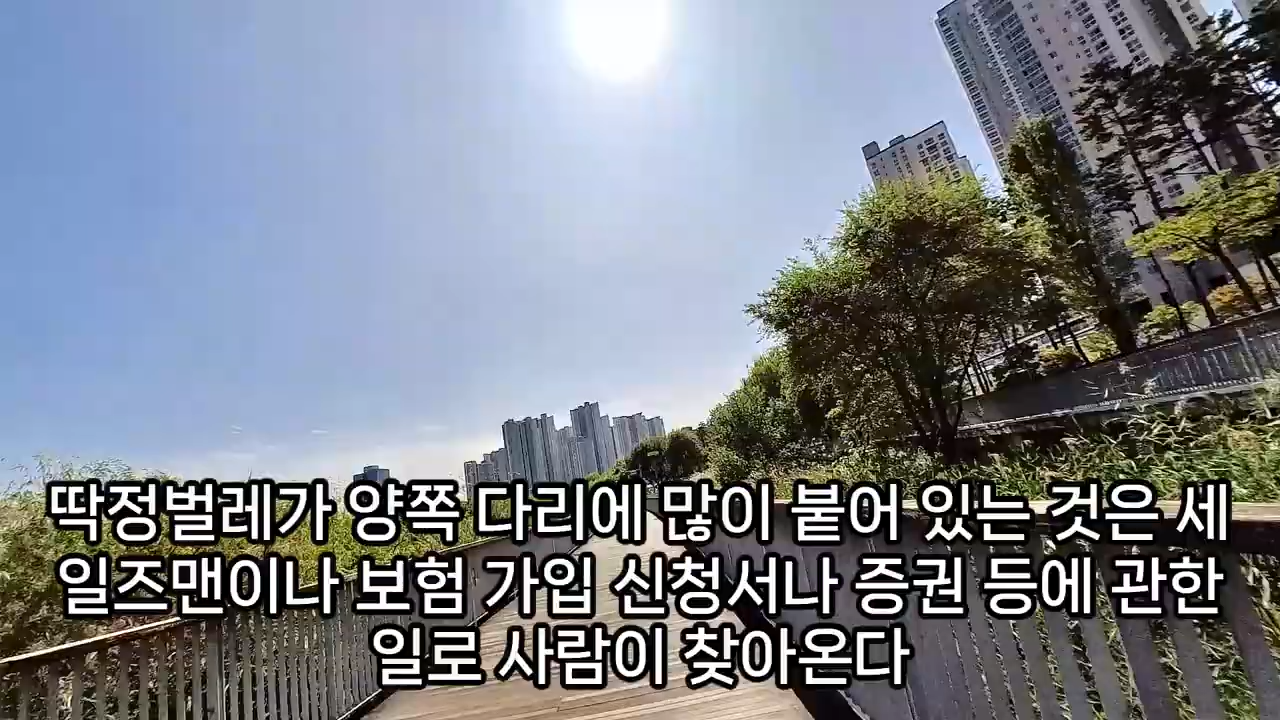 딱정벌레가 양쪽 다리에 많이 붙어 있는 것은 세
일즈맨이나 보험 가입 신청서나 증권 등에 관한
일로 사람이 찾아온다